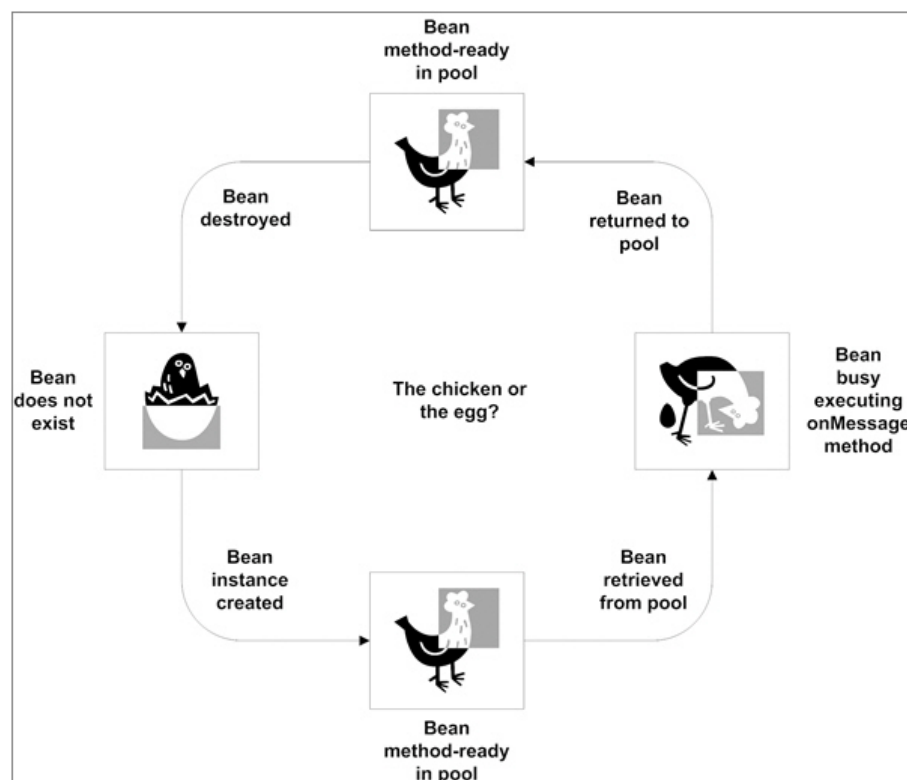 Bean
method-ready
in pool
Bean
destroyed
Bean
returned to
pool
Bean
does not
exist
The chicken or
the egg?
Bean
busy
executing
onMessage
method
Bean
instance
created
Bean
retrieved
from pool
Bean
method-ready
in pool